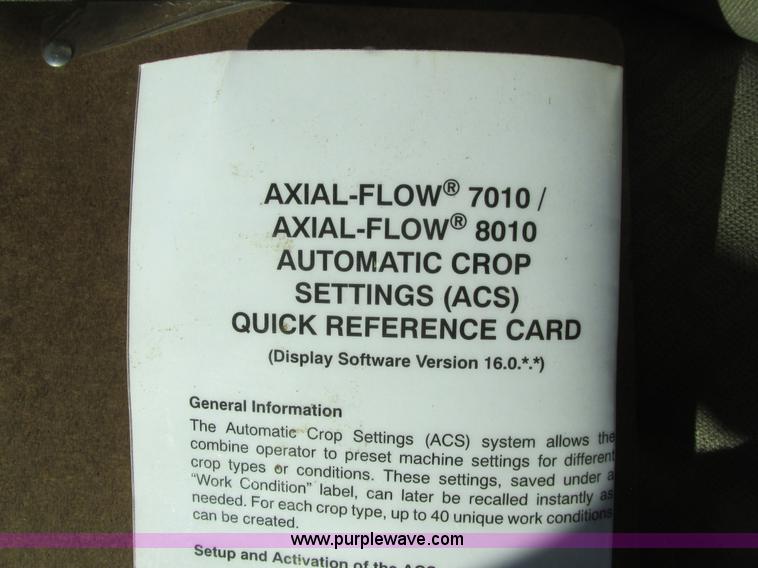 AXIAL-FLOW® 7010 /
AXIAL-FLOW® 8010
AUTOMATIC CROP
SETTINGS (ACS)
QUICK REFERENCE CARD
(Display Software Version 16.0.*.*)
General Information
The Automatic Crop Settings (ACS) system allows the
combine operator to preset machine settings for different
crop types or conditions. These settings, saved under a
“Work Condition” label, can later be recalled instantly as
needed. For each crop type, up to 40 unique work conditions
can be created.
www.purplewave.com
Setup and Activation of the ACS